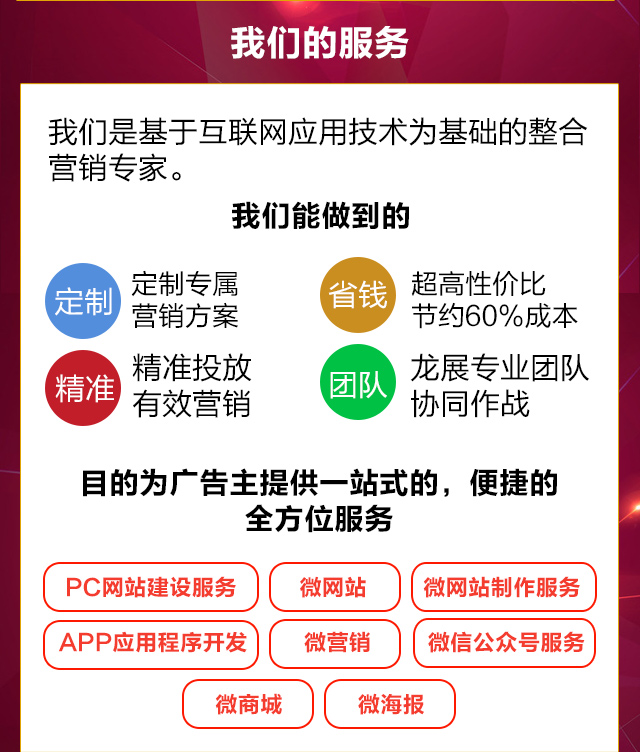 我们的服务
我们是基于互联网应用技术为基础的整合
营销专家。
我们能做到的
定制
定制专属
营销方案
省钱
超高性价比
节约60%成本
精准
精准投放
有效营销
团队
龙展专业团队
协同作战
目的为广告主提供一站式的，便捷的
全方位服务
PC网站建设服务
微网站
微网站制作服务
APP应用程序开发
微营销
微信公众号服务
微商城
微海报